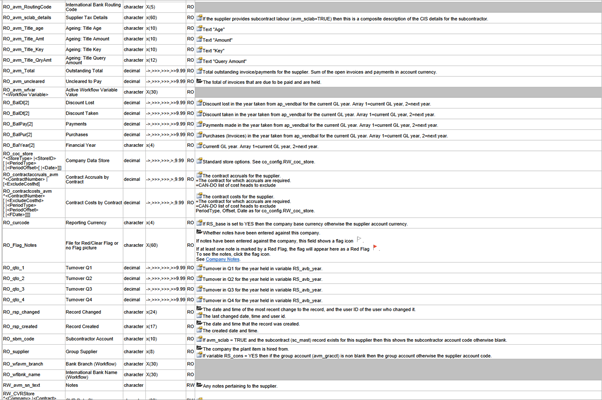 RO_avm_RoutingCode International Bank Routing Code character X(5) RO
RO_avm_sclab_details Supplier Tax Details character x(60) RO If the supplier provides subcontract labour (avm_sclab=TRUE) then this is a composite description of the CIS details for the subcontractor.
RO_avm_Title_age Ageing: Title Age character x(10) RO Text "Age"
RO_avm_Title_Amt Ageing: Title Amount character x(10) RO Text "Amount"
RO_avm_Title_Key Ageing: Title Key character x(10) RO Text "Key"
RO_avm_Title_QryAmt Ageing: Title Query Amount character x(12) RO Text "Query Amount"
RO_avm_Total Outstanding Total decimal ->,>>>,>>>,>>9.99 RO Total outstanding invoice/payments for the supplier. Sum of the open invoices and payments in account currency.
RO_avm_uncleared Uncleared to Pay decimal ->,>>>,>>>,>>9.99 RO The total of invoices that are due to be paid and are held.
RO_avm_wfvar *<Workflow Variable> Active Workflow Variable Value character X(30) RO
RO_BalDl[2] Discount Lost decimal ->,>>>,>>>,>>9.99 RO Discount lost in the year taken from ap_vendbal for the current GL year. Array 1=current GL year, 2=next year.
RO_BalDt[2] Discount Taken decimal ->,>>>,>>>,>>9.99 RO Discount taken in the year taken from ap_vendbal for the current GL year. Array 1=current GL year, 2=next year.
RO_BalPay[2] Payments decimal ->,>>>,>>>,>>9.99 RO Payments made in the year taken from ap_vendbal for the current GL year. Array 1=current GL year, 2=next year.
RO_BalPur[2] Purchases decimal ->,>>>,>>>,>>9.99 RO Purchases (invoices) in the year taken from ap_vendbal for the current GL year. Array 1=current GL year, 2=next year.
RO_BalYear[2] Financial Year character x(4) RO Current GL year. Array 1=current GL year, 2=next year.
RO_coc_store
*<StoreType> |<StoreID>
[ |<PeriodType>
[ |<PeriodOffset>[ |<Date>]]] Company Data Store decimal ->,>>>,>>>,>9.99 RO Standard store options. See co_config.RW_coc_store.
RO_contractaccruals_avm
*<ContractNumber> [ |ExcludeCosthd] Contract Accruals by Contract decimal ->,>>>,>>>,>9.99 RO The contract accruals for the supplier.
*The contract for which accruals are required.
=CAN-DO list of cost heads to exclude
RO_contractcosts_avm
*<ContractNumber>
[ |ExcludeCosthd>
[ |<PeriodType>
[ |PeriodOffset>
[ |<FDate>]]]] Contract Costs by Contract decimal ->,>>>,>>>,>9.99 RO The contract costs for the supplier
*The contract for which accruals are required.
=CAN-DO list of cost heads to exclude
PeriodType, Offset, Date as for co_config.RW_coc_store.
RO_curcode Reporting Currency character x(4) RO If RS_base is set to YES then the company base currency otherwise the supplier account currency.
RO_Flag_Notes File for Red/Clear Flag or no Flag picture character X(60) RO Whether notes have been entered against this company.
If notes have been entered against the company, this field shows a flag icon
If at least one note is marked by a Red Flag, the flag will appear here as a Red Flag
To see the notes, click the icon.
See Company Notes.
RO_qto_1 Turnover Q1 decimal ->,>>>,>>>,>>9.99 RO Turnover in Q1 for the year held in variable RS_avb_year.
RO_qto_2 Turnover Q2 decimal ->,>>>,>>>,>>9.99 RO Turnover in Q2 for the year held in variable RS_avb_year.
RO_qto_3 Turnover Q3 decimal ->,>>>,>>>,>>9.99 RO Turnover in Q3 for the year held in variable RS_avb_year.
RO_qto_4 Turnover Q4 decimal ->,>>>,>>>,>>9.99 RO Turnover in Q4 for the year held in variable RS_avb_year.
RO_rsp_changed Record Changed character x(24) RO The date and time of the most recent change to the record, and the user ID of the user who changed it.
The last changed date, time and user id.
RO_rsp_created Record Created character x(17) RO The date and time that the record was created.
The created date and time
RO_sbm_code Subcontractor Account character x(10) RO If avm_sclab = TRUE and the subcontract (sc_mast) record exists for this supplier then this shows the subcontract account code otherwise blank.
RO_supplier Group Supplier character x(8) RO The company the plant item is hired from
If variable RS_cons = YES then if the group account (avm_gracct) is non blank then the group account otherwise the supplier account code.
RO_wfavm_branch Bank Branch (Workflow) character X(30) RO
RO_wfibnk_name International Bank Name (Workflow) character X(30) RO
RW_avm_an_text Notes character x RW Any notes pertaining to the supplier.
RW_CVRStore